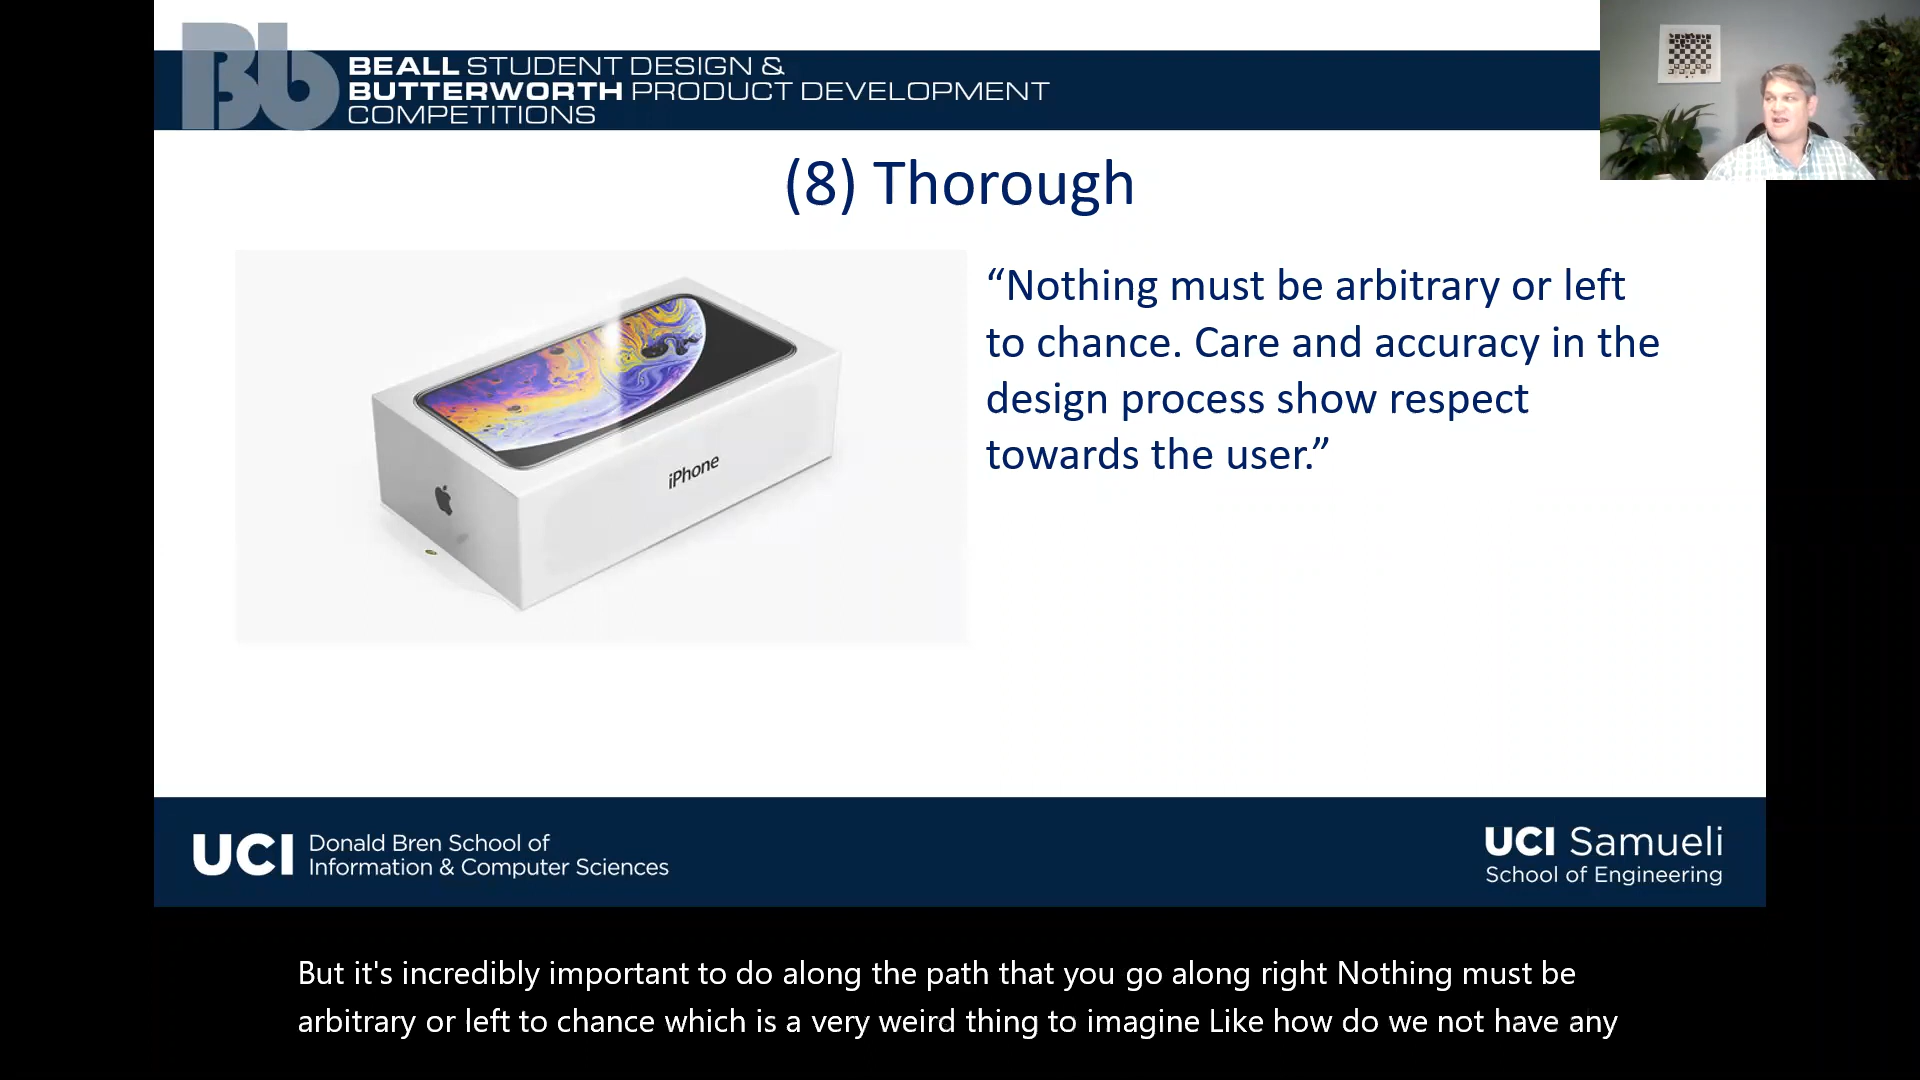 Bb
BEALL STUDENT DESIGN &
BUTTERWORTH PRODUCT DEVELOPMENT
COMPETITIONS
(8) Thorough
iPhone
“Nothing must be arbitrary or left
to chance. Care and accuracy in the
design process show respect
towards the user.”
UCI Donald Bren School of
Information & Computer Sciences
UCI Samueli
School of Engineering
But it's incredibly important to do along the path that you go along right Nothing must be
arbitrary or left to chance which is a very weird thing to imagine Like how do we not have any